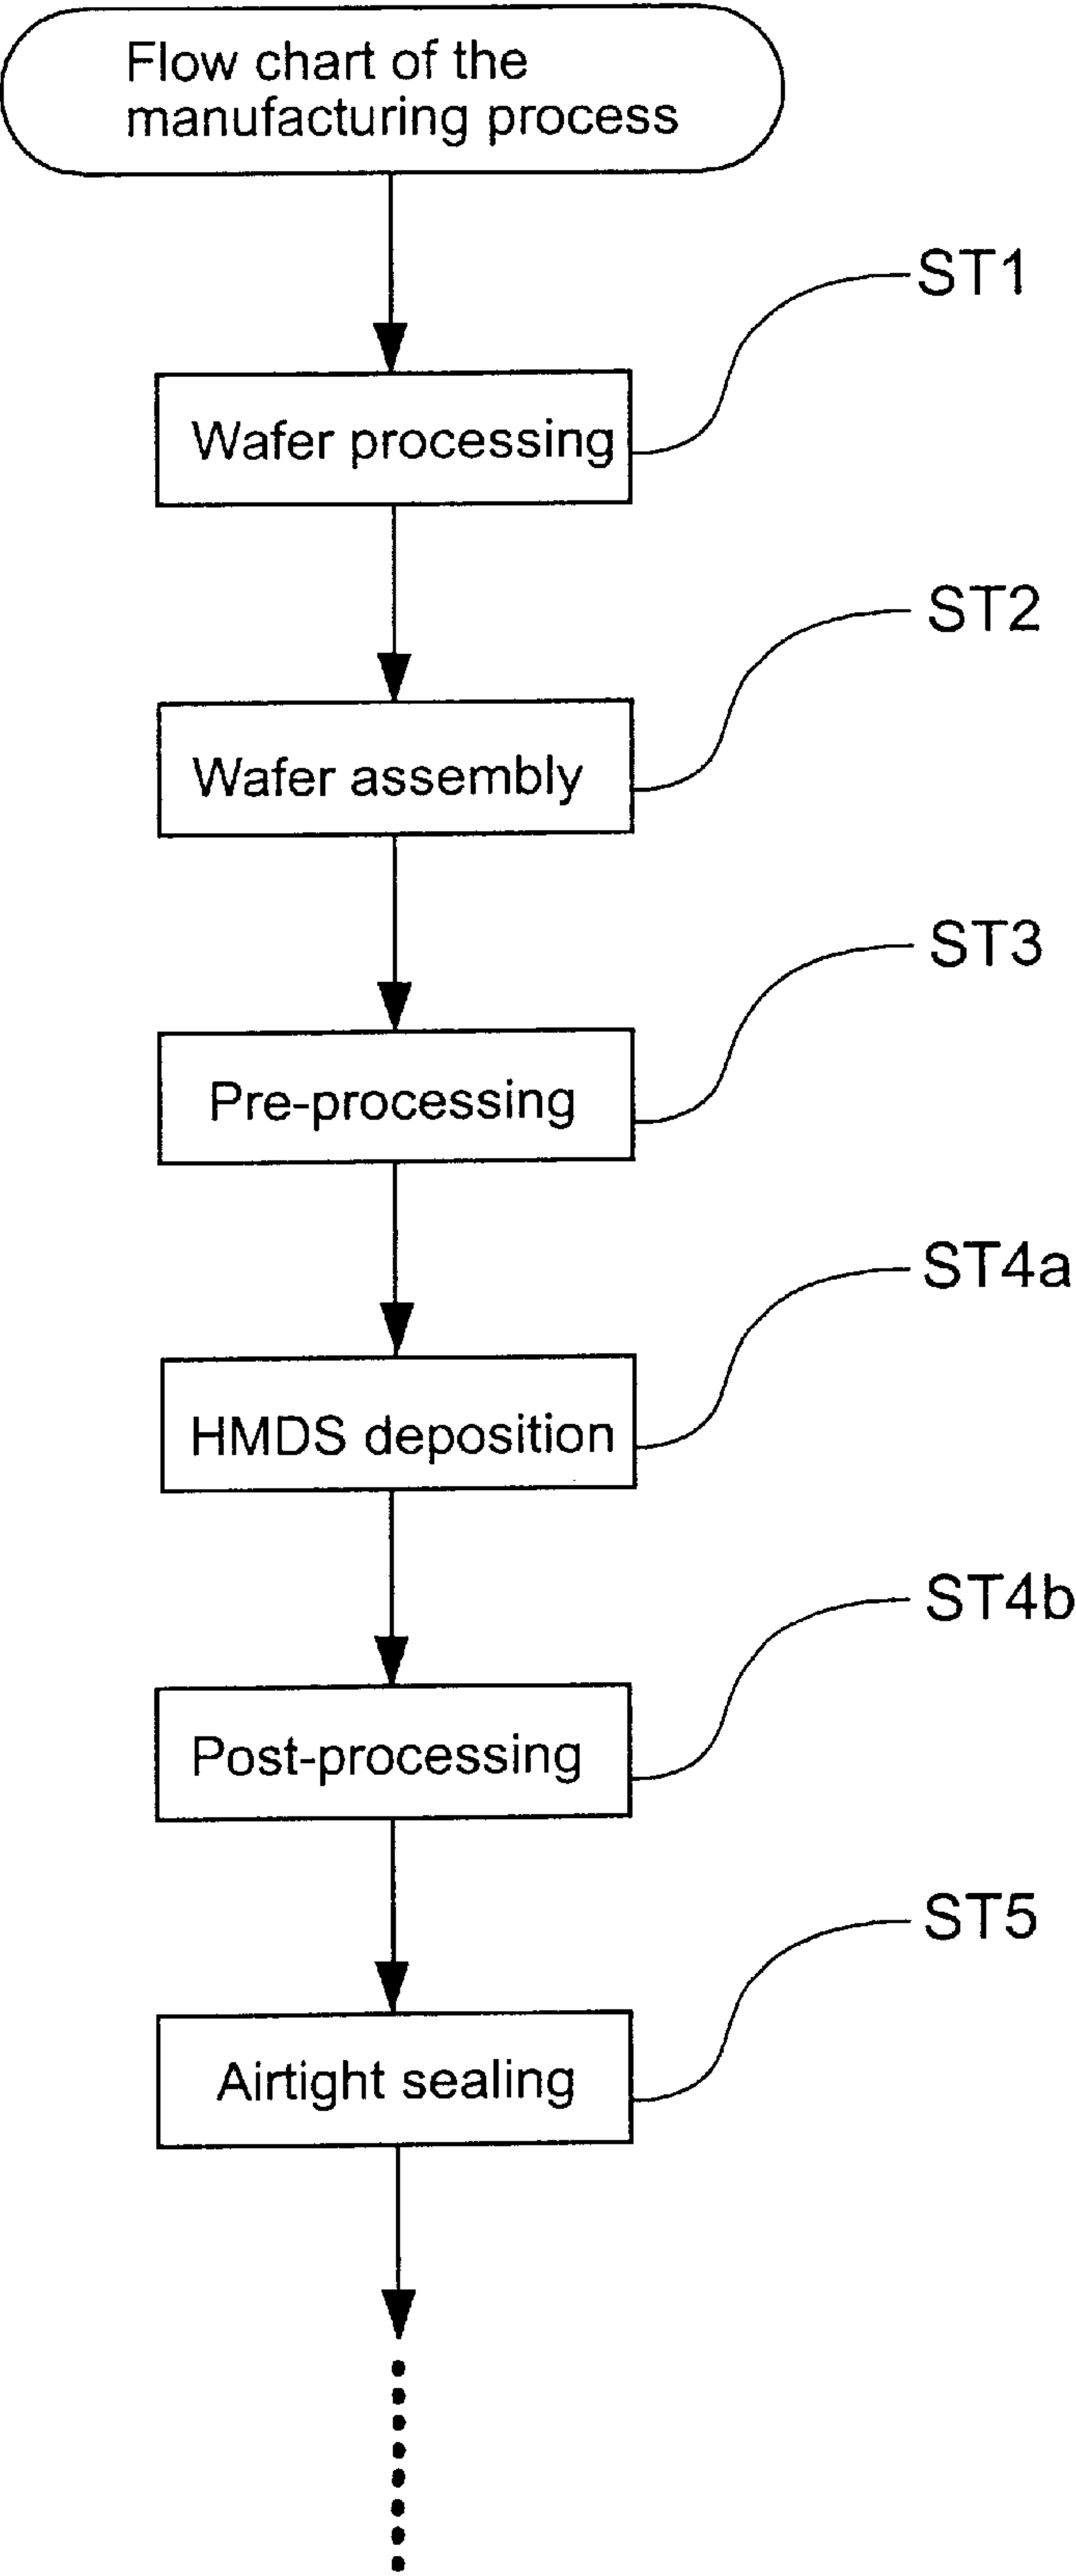 Flow chart of the
manufacturing process
ST1
Wafer processing
ST2
Wafer assembly
ST3
Pre-processing
ST4a
HMDS deposition
ST4b
Post-processing
ST5
Airtight sealing